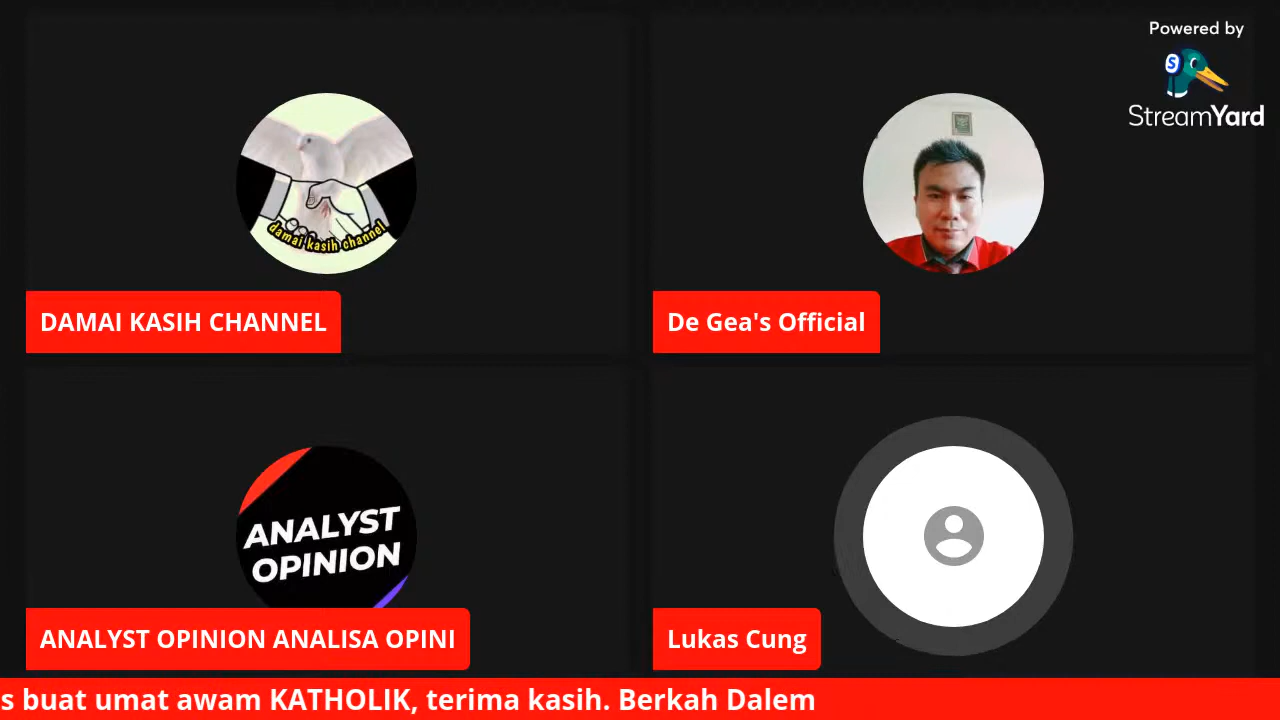 Powered by
S
StreamYard
damai kasih channel
DAMAI KASIH CHANNEL
De Gea's Official
ANALYST
OPINION
ANALYST OPINION ANALISA OPINI
Lukas Cung
s buat umat awam KATHOLIK, terima kasih. Berkah Dalem